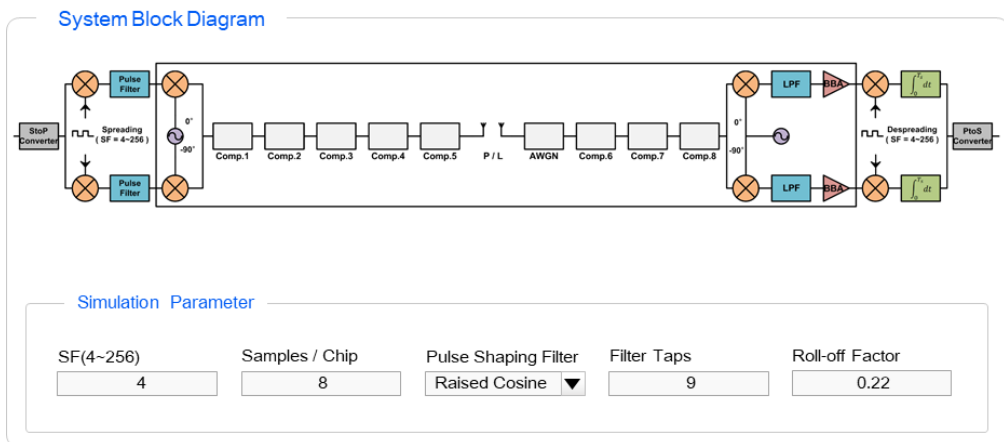 System Block Diagram
StoP
Converter
Pulse
Filter
Spreading
( SF = 4~256 )
Pulse
Filter
0°
-90°
Comp.1
Comp.2
Comp.3
Comp.4
Comp.5
P / L
AWGN
Comp.6
Comp.7
Comp.8
0°
-90°
LPF
BBA
LPF
BBA
Despreading
( SF = 4~256 )
PtoS
Converter
Simulation Parameter
SF(4~256)
4
Samples / Chip
8
Pulse Shaping Filter
Raised Cosine
Filter Taps
9
Roll-off Factor
0.22